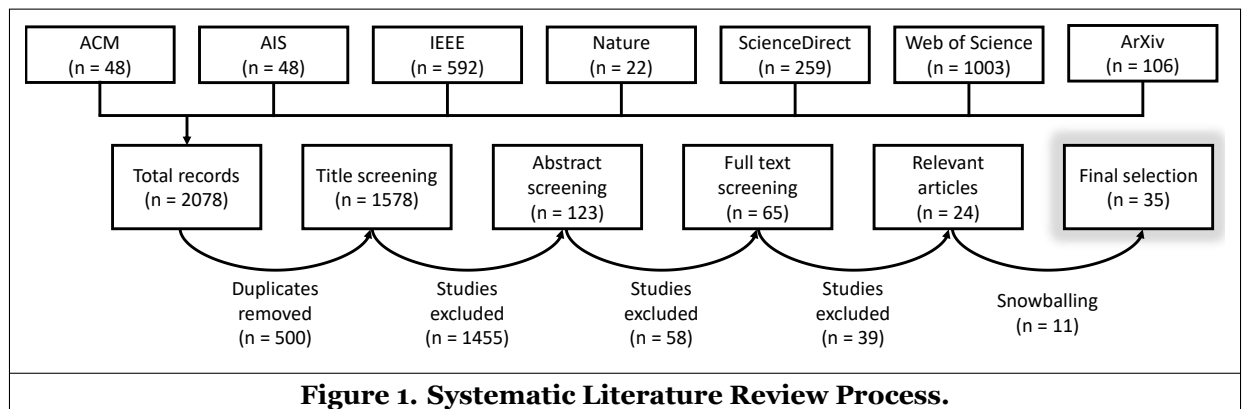 ACM
(n = 48)
AIS
(n = 48)
IEEE
(n = 592)
Nature
(n = 22)
ScienceDirect
(n = 259)
Web of Science
(n = 1003)
ArXiv
(n = 106)
Total records
(n = 2078)
Title screening
(n = 1578)
Abstract
screening
(n = 123)
Full text
screening
(n = 65)
Relevant
articles
(n = 24)
Final selection
(n = 35)
Duplicates
removed
(n = 500)
Studies
excluded
(n = 1455)
Studies
excluded
(n = 58)
Studies
excluded
(n = 39)
Snowballing
(n = 11)
Figure 1. Systematic Literature Review Process.